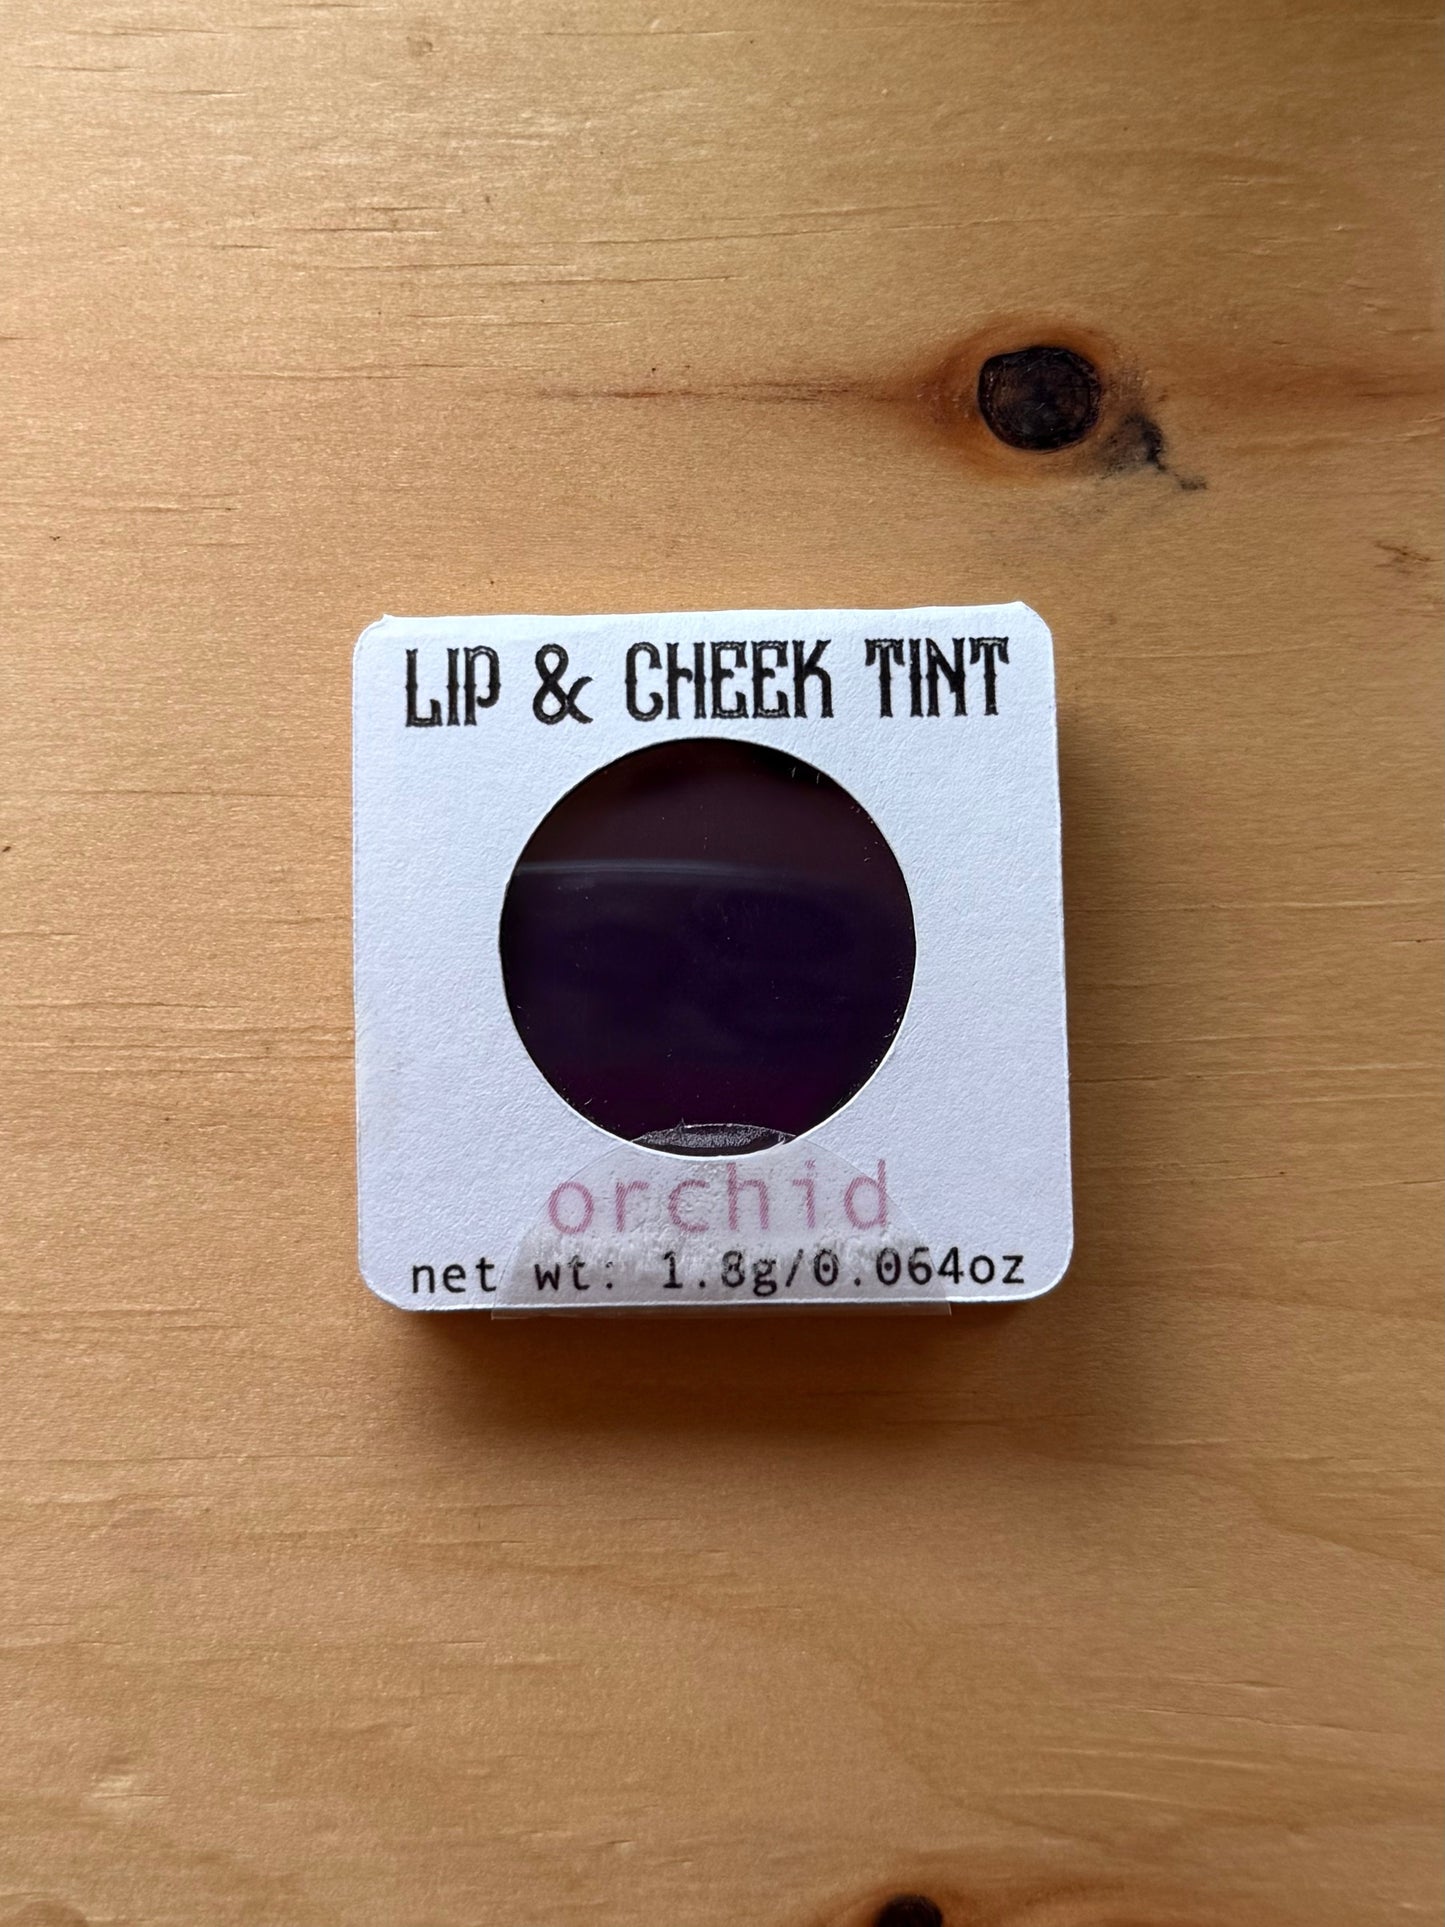 LIP & CHEEK TINT
orchid
net wt: 1.8g/0.064oz